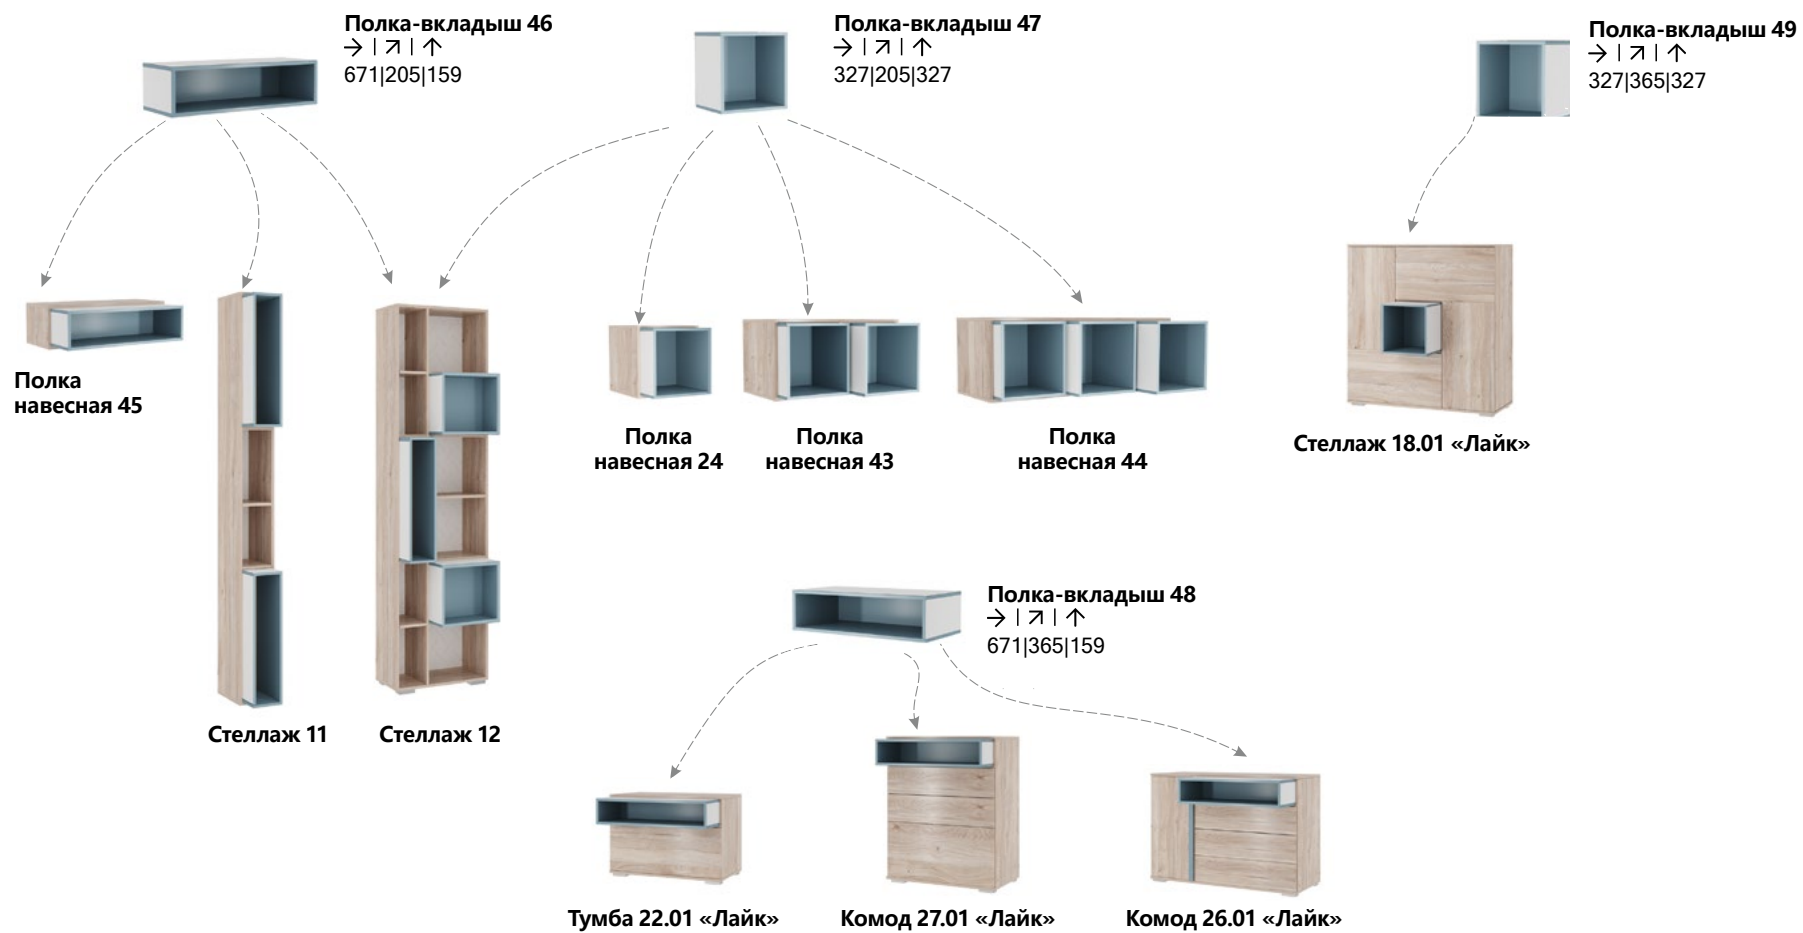 Полка-вкладыш 46
→ | ↗ | ↑
671|205|159
Полка-вкладыш 47
→ | ↗ | ↑
327|205|327
Полка-вкладыш 49
→ | ↗ | ↑
327|365|327
Полка
навесная 45
Стеллаж 11
Стеллаж 12
Полка
навесная 24
Полка
навесная 43
Полка
навесная 44
Стеллаж 18.01 «Лайк»
Полка-вкладыш 48
→ | ↗ | ↑
671|365|159
Тумба 22.01 «Лайк»
Комод 27.01 «Лайк»
Комод 26.01 «Лайк»